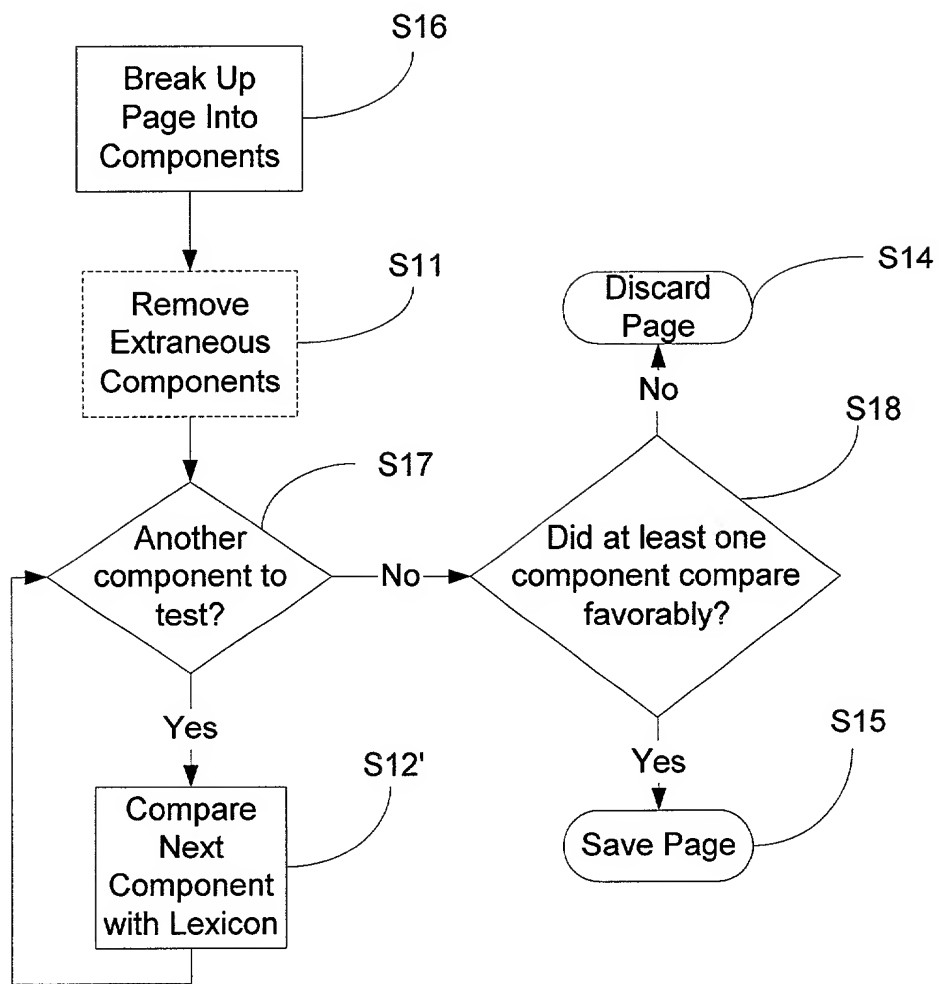 S16
Break Up
Page Into
Components
S11
Remove
Extraneous
Components
S14
Discard
Page
No
S18
S17
Another
component to
test?
No
Did at least one
component compare
favorably?
Yes
S12'
Compare
Next
Component
with Lexicon
Yes
S15
Save Page